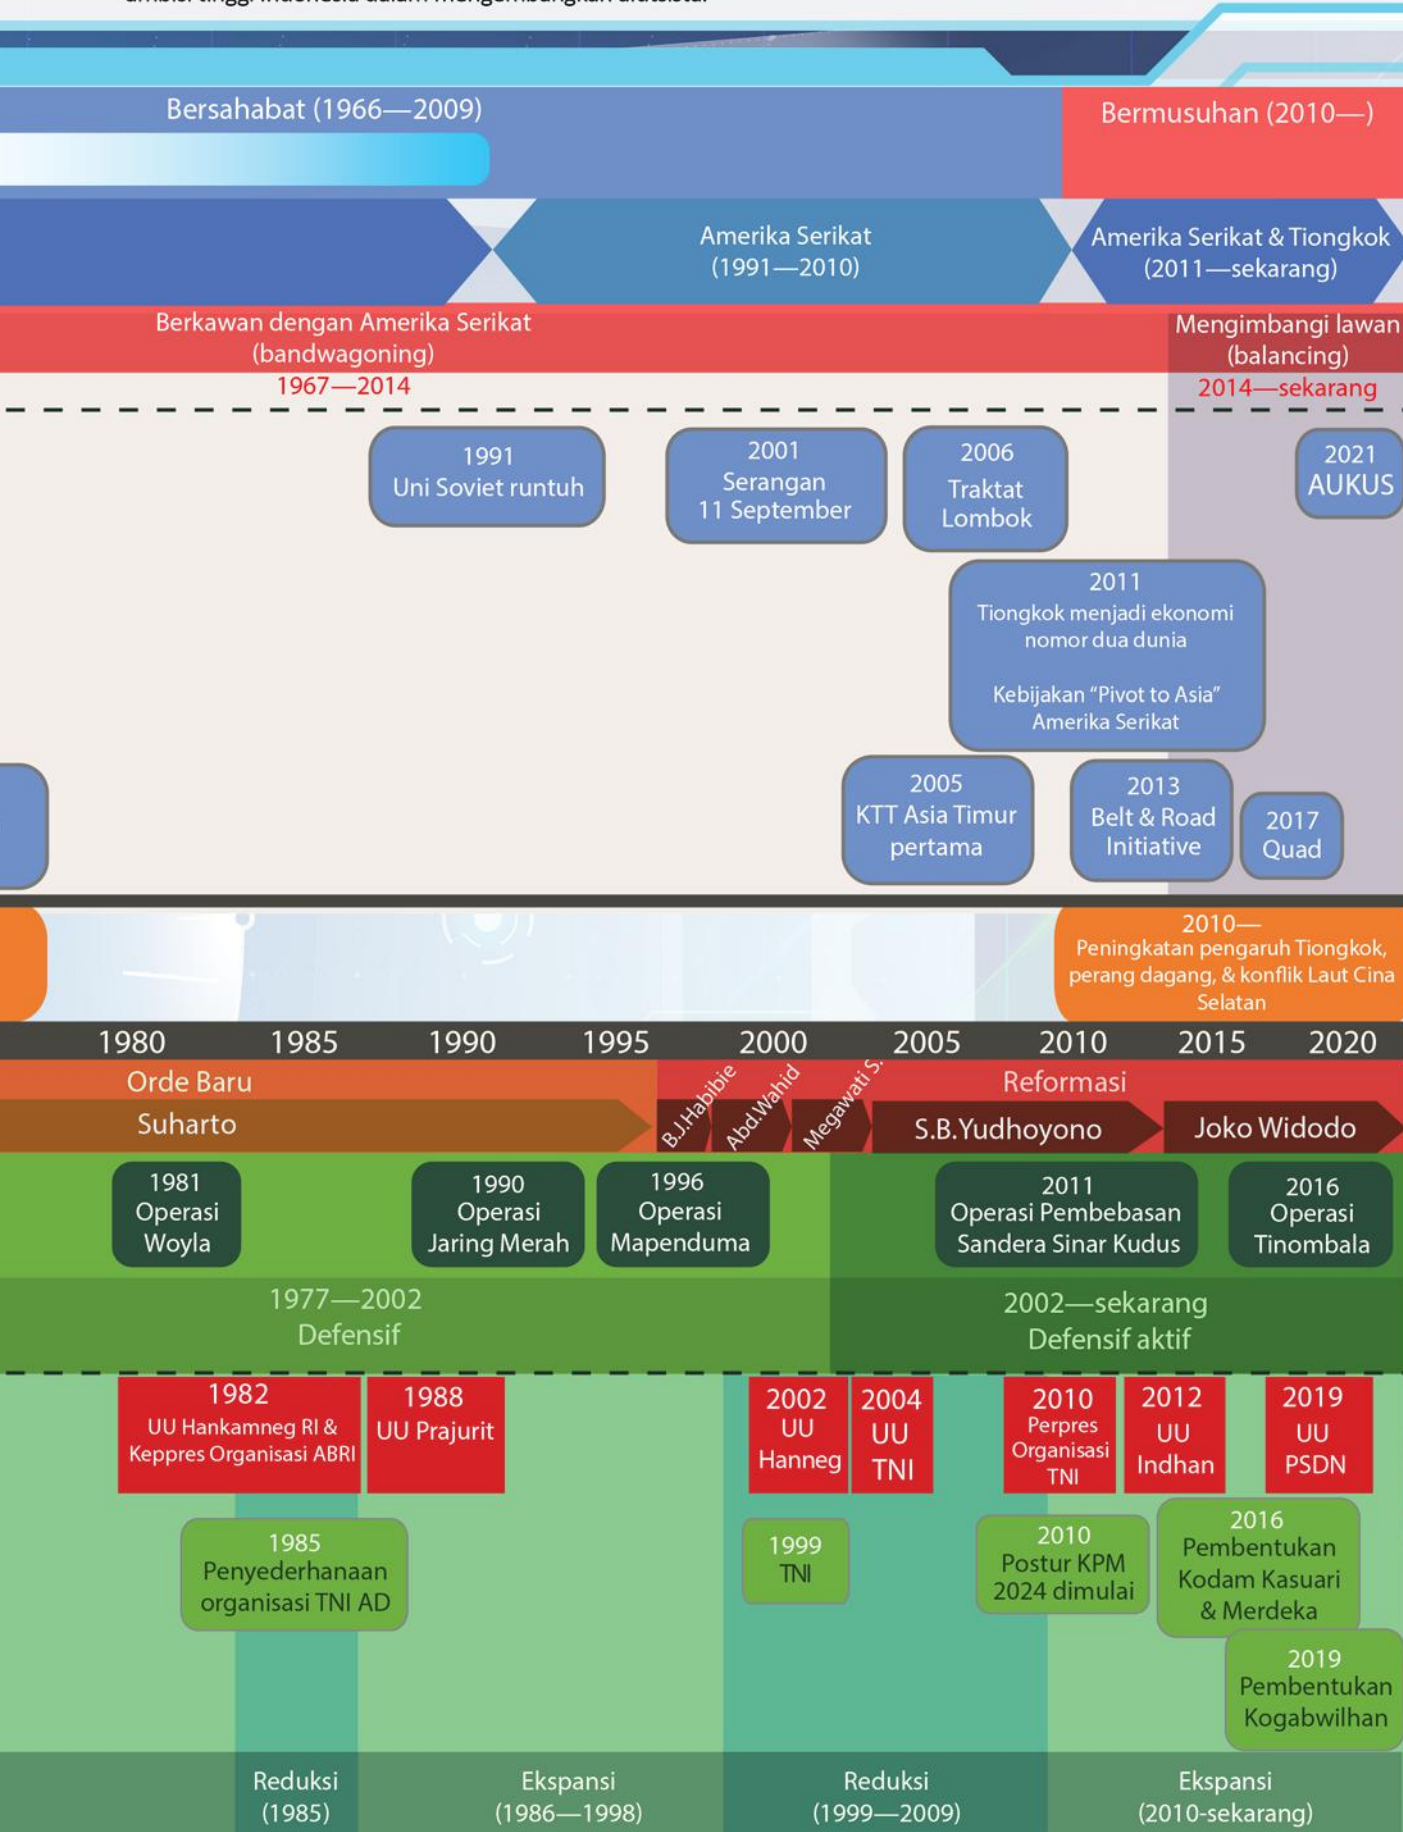 Bersahabat (1966—2009)
Bermusuhan (2010—)
Amerika Serikat
(1991—2010)
Amerika Serikat & Tiongkok
(2011—sekarang)
Berkawan dengan Amerika Serikat
(bandwagoning)
1967—2014
Mengimbangi lawan
(balancing)
2014—sekarang
1991
Uni Soviet runtuh
2001
Serangan
11 September
2006
Traktat
Lombok
2021
AUKUS
2011
Tiongkok menjadi ekonomi
nomor dua dunia
Kebijakan “Pivot to Asia”
Amerika Serikat
2005
KTT Asia Timur
pertama
2013
Belt & Road
Initiative
2017
Quad
2010—
Peningkatan pengaruh Tiongkok,
perang dagang, & konflik Laut Cina
Selatan
1980 1985 1990 1995 2000 2005 2010 2015 2020
Orde Baru
Reformasi
Suharto
B.J.Habibie
Abd.Wahid
Megawati S.
S.B.Yudhoyono
Joko Widodo
1981
Operasi
Woyla
1990
Operasi
Jaring Merah
1996
Operasi
Mapenduma
2011
Operasi Pembebasan
Sandera Sinar Kudus
2016
Operasi
Tinombala
1977—2002
Defensif
2002—sekarang
Defensif aktif
1982
UU Hankamneg RI &
Keppres Organisasi ABRI
1988
UU Prajurit
2002
UU
Hanneg
2004
UU
TNI
2010
Perpres
Organisasi
TNI
2012
UU
Indhan
2019
UU
PSDN
1985
Penyederhanaan
organisasi TNI AD
1999
TNI
2010
Postur KPM
2024 dimulai
2016
Pembentukan
Kodam Kasuari
& Merdeka
2019
Pembentukan
Kogabwilhan
Reduksi
(1985)
Ekspansi
(1986—1998)
Reduksi
(1999—2009)
Ekspansi
(2010-sekarang)